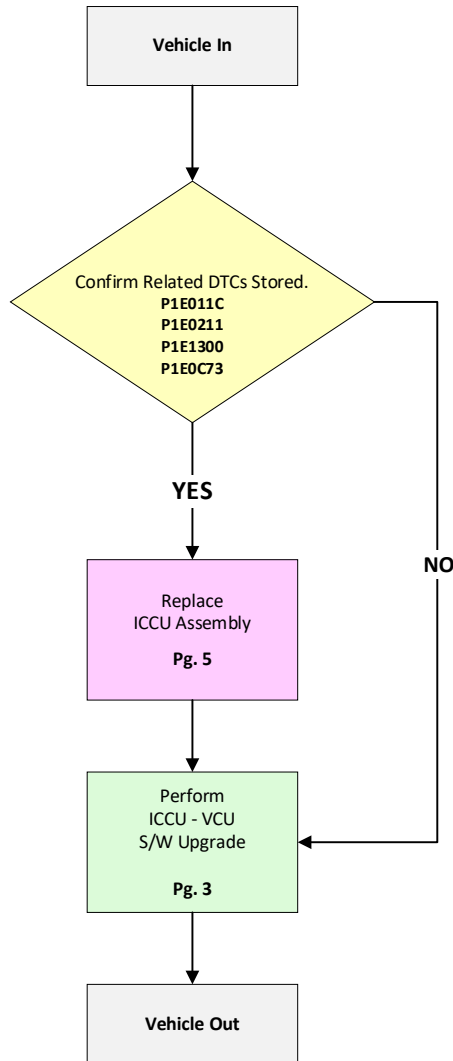 Vehicle In
Confirm Related DTCs Stored.
P1E011C
P1E0211
P1E1300
P1E0C73
YES
NO
Replace
ICCU Assembly
Pg. 5
Perform
ICCU - VCU
S/W Upgrade
Pg. 3
Vehicle Out